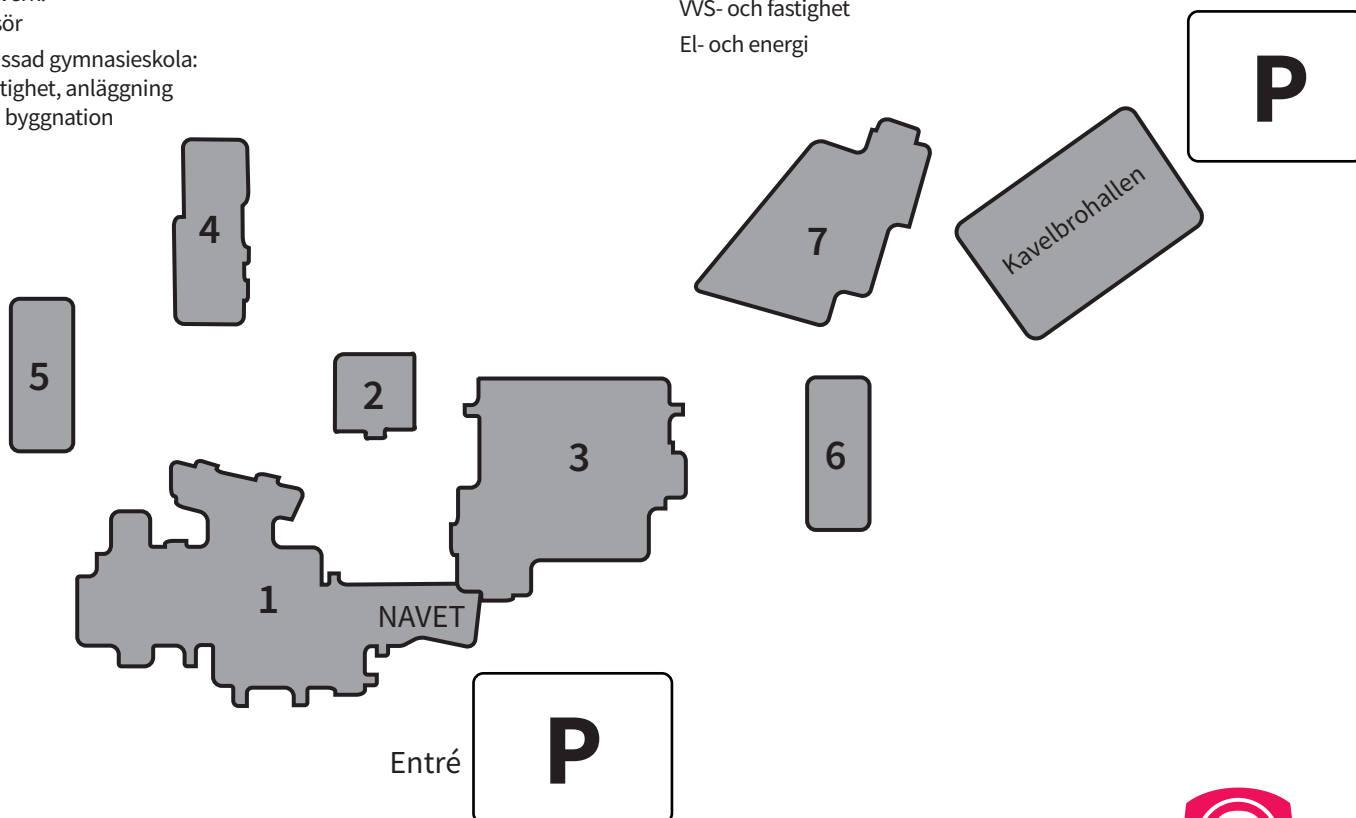 sör
ssad gymnasieskola:
tighet, anläggning
byggnation
VVS- och fastighet
El- och energi
P
4
7
Kavelbrohallen
5
2
3
6
1
NAVET
Entré
P